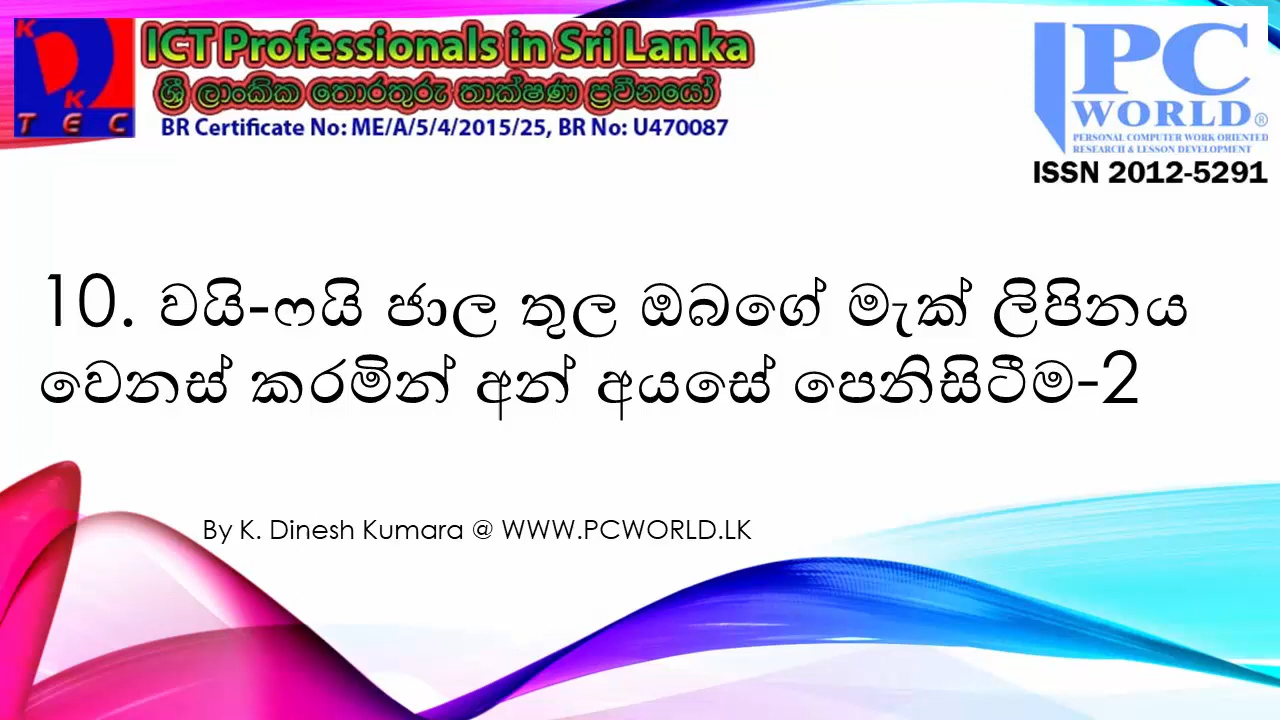 K
D
K
T E C
ICT Professionals in Sri Lanka
ශ්‍රී ලාංකික තොරතුරු තාක්ෂණ ප්‍රවීනයෝ
BR Certificate No: ME/A/5/4/2015/25, BR No: U470087
PC
WORLD®
PERSONAL COMPUTER WORK ORIENTED
RESEARCH & LESSON DEVELOPMENT
ISSN 2012-5291
10. වයි-ෆයි ජාල තුල ඔබගේ මැක් ලිපිනය
වෙනස් කරමින් අන් අයසේ පෙනිසිටීම-2
By K. Dinesh Kumara @ WWW.PCWORLD.LK